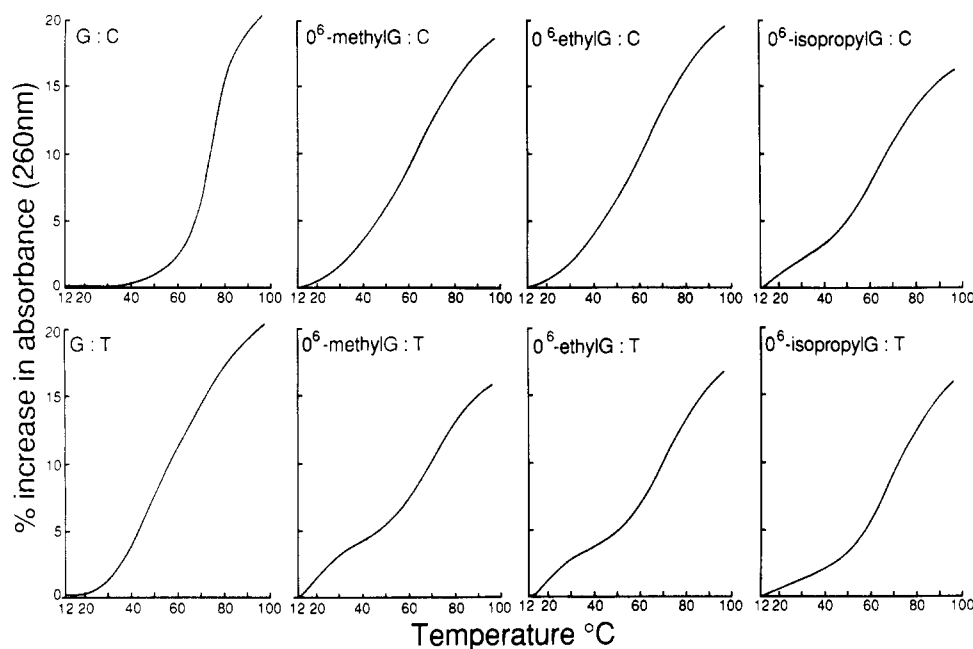 % increase in absorbance (260nm)
G : C
20
15
10
5
0
12 20 40 60 80 100
0⁶-methylG : C
12 20 40 60 80 100
0⁶-ethylG : C
12 20 40 60 80 100
0⁶-isopropylG : C
12 20 40 60 80 100
G : T
20
15
10
5
0
12 20 40 60 80 100
0⁶-methylG : T
12 20 40 60 80 100
0⁶-ethylG : T
12 20 40 60 80 100
0⁶-isopropylG : T
12 20 40 60 80 100
Temperature °C